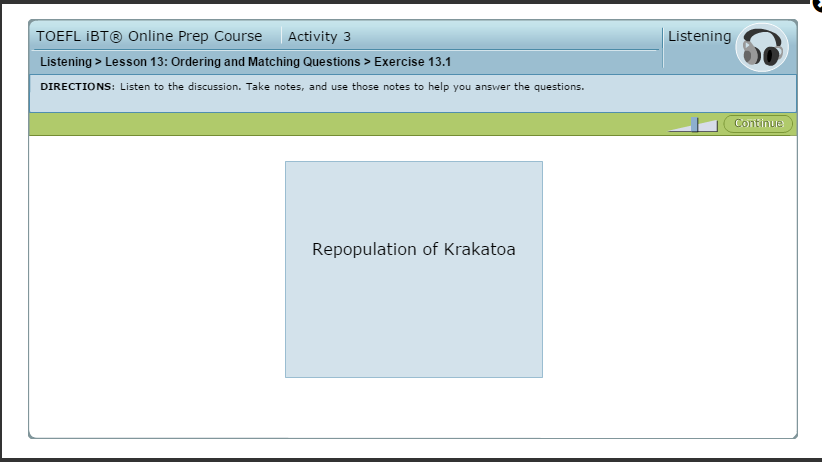 TOEFL iBT® Online Prep Course Activity 3 Listening
Listening > Lesson 13: Ordering and Matching Questions > Exercise 13.1
DIRECTIONS: Listen to the discussion. Take notes, and use those notes to help you answer the questions.
Continue
Repopulation of Krakatoa